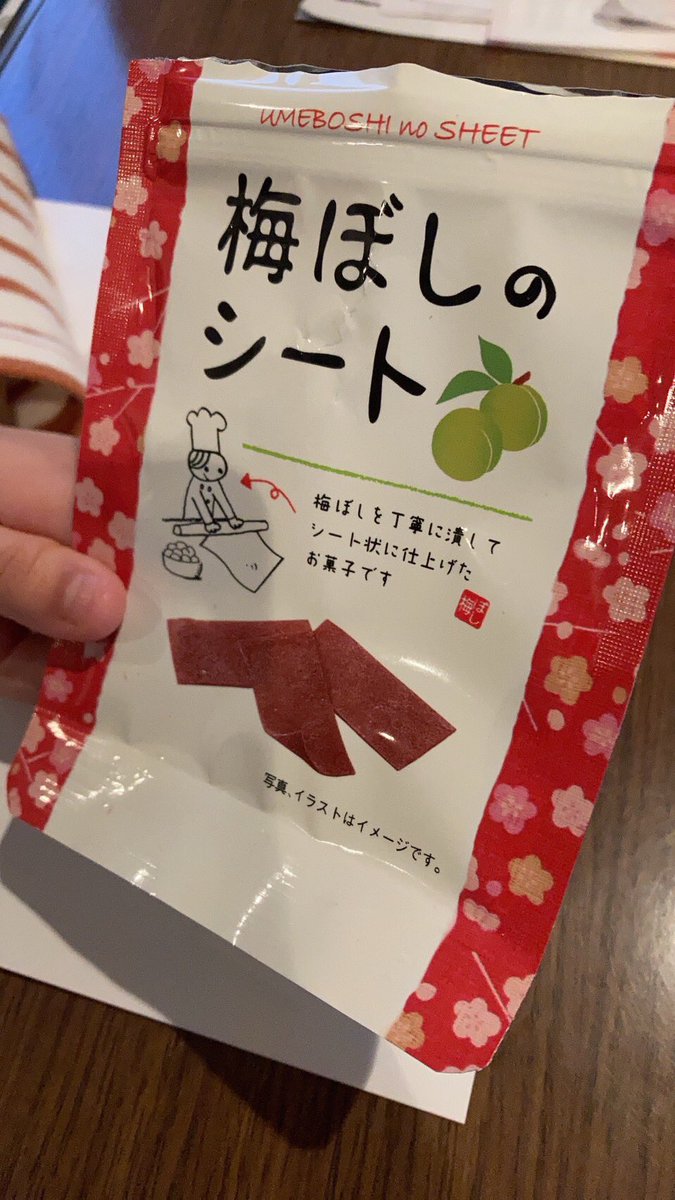 UMEBOSHI no SHEET
梅ぼしの
シート
梅ぼしを丁寧に潰して
シート状に仕上げた
お菓子です
梅ぼし
写真、イラストはイメージです。